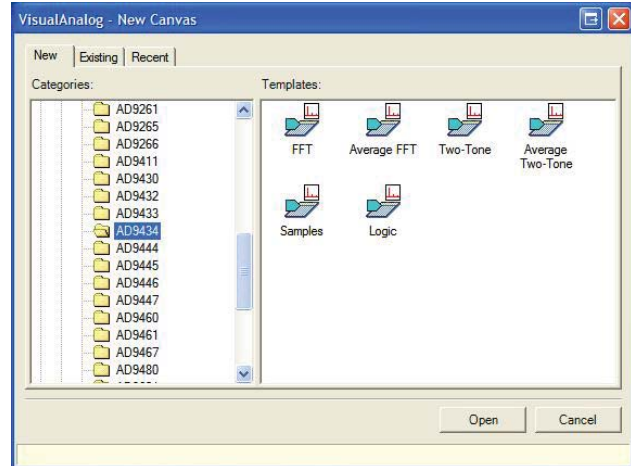 VisualAnalog - New Canvas
New
Existing
Recent
Categories:
Templates:
AD9261
AD9265
AD9266
AD9411
AD9430
AD9432
AD9433
AD9434
AD9444
AD9445
AD9446
AD9447
AD9460
AD9461
AD9467
AD9480
FFT
Average FFT
Two-Tone
Average
Two-Tone
Samples
Logic
Open
Cancel